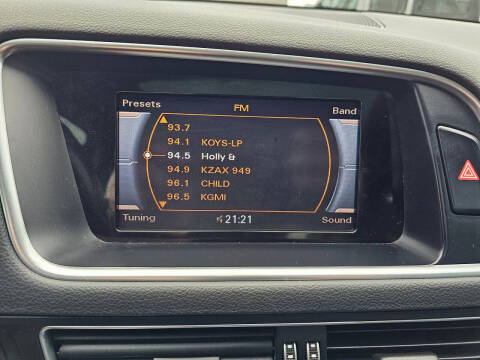 Presets FM Band
93.7
94.1 KOYS-LP
94.5 Holly &
94.9 KZAX 949
96.1 CHILD
96.5 KGMI
Tuning 21:21 Sound